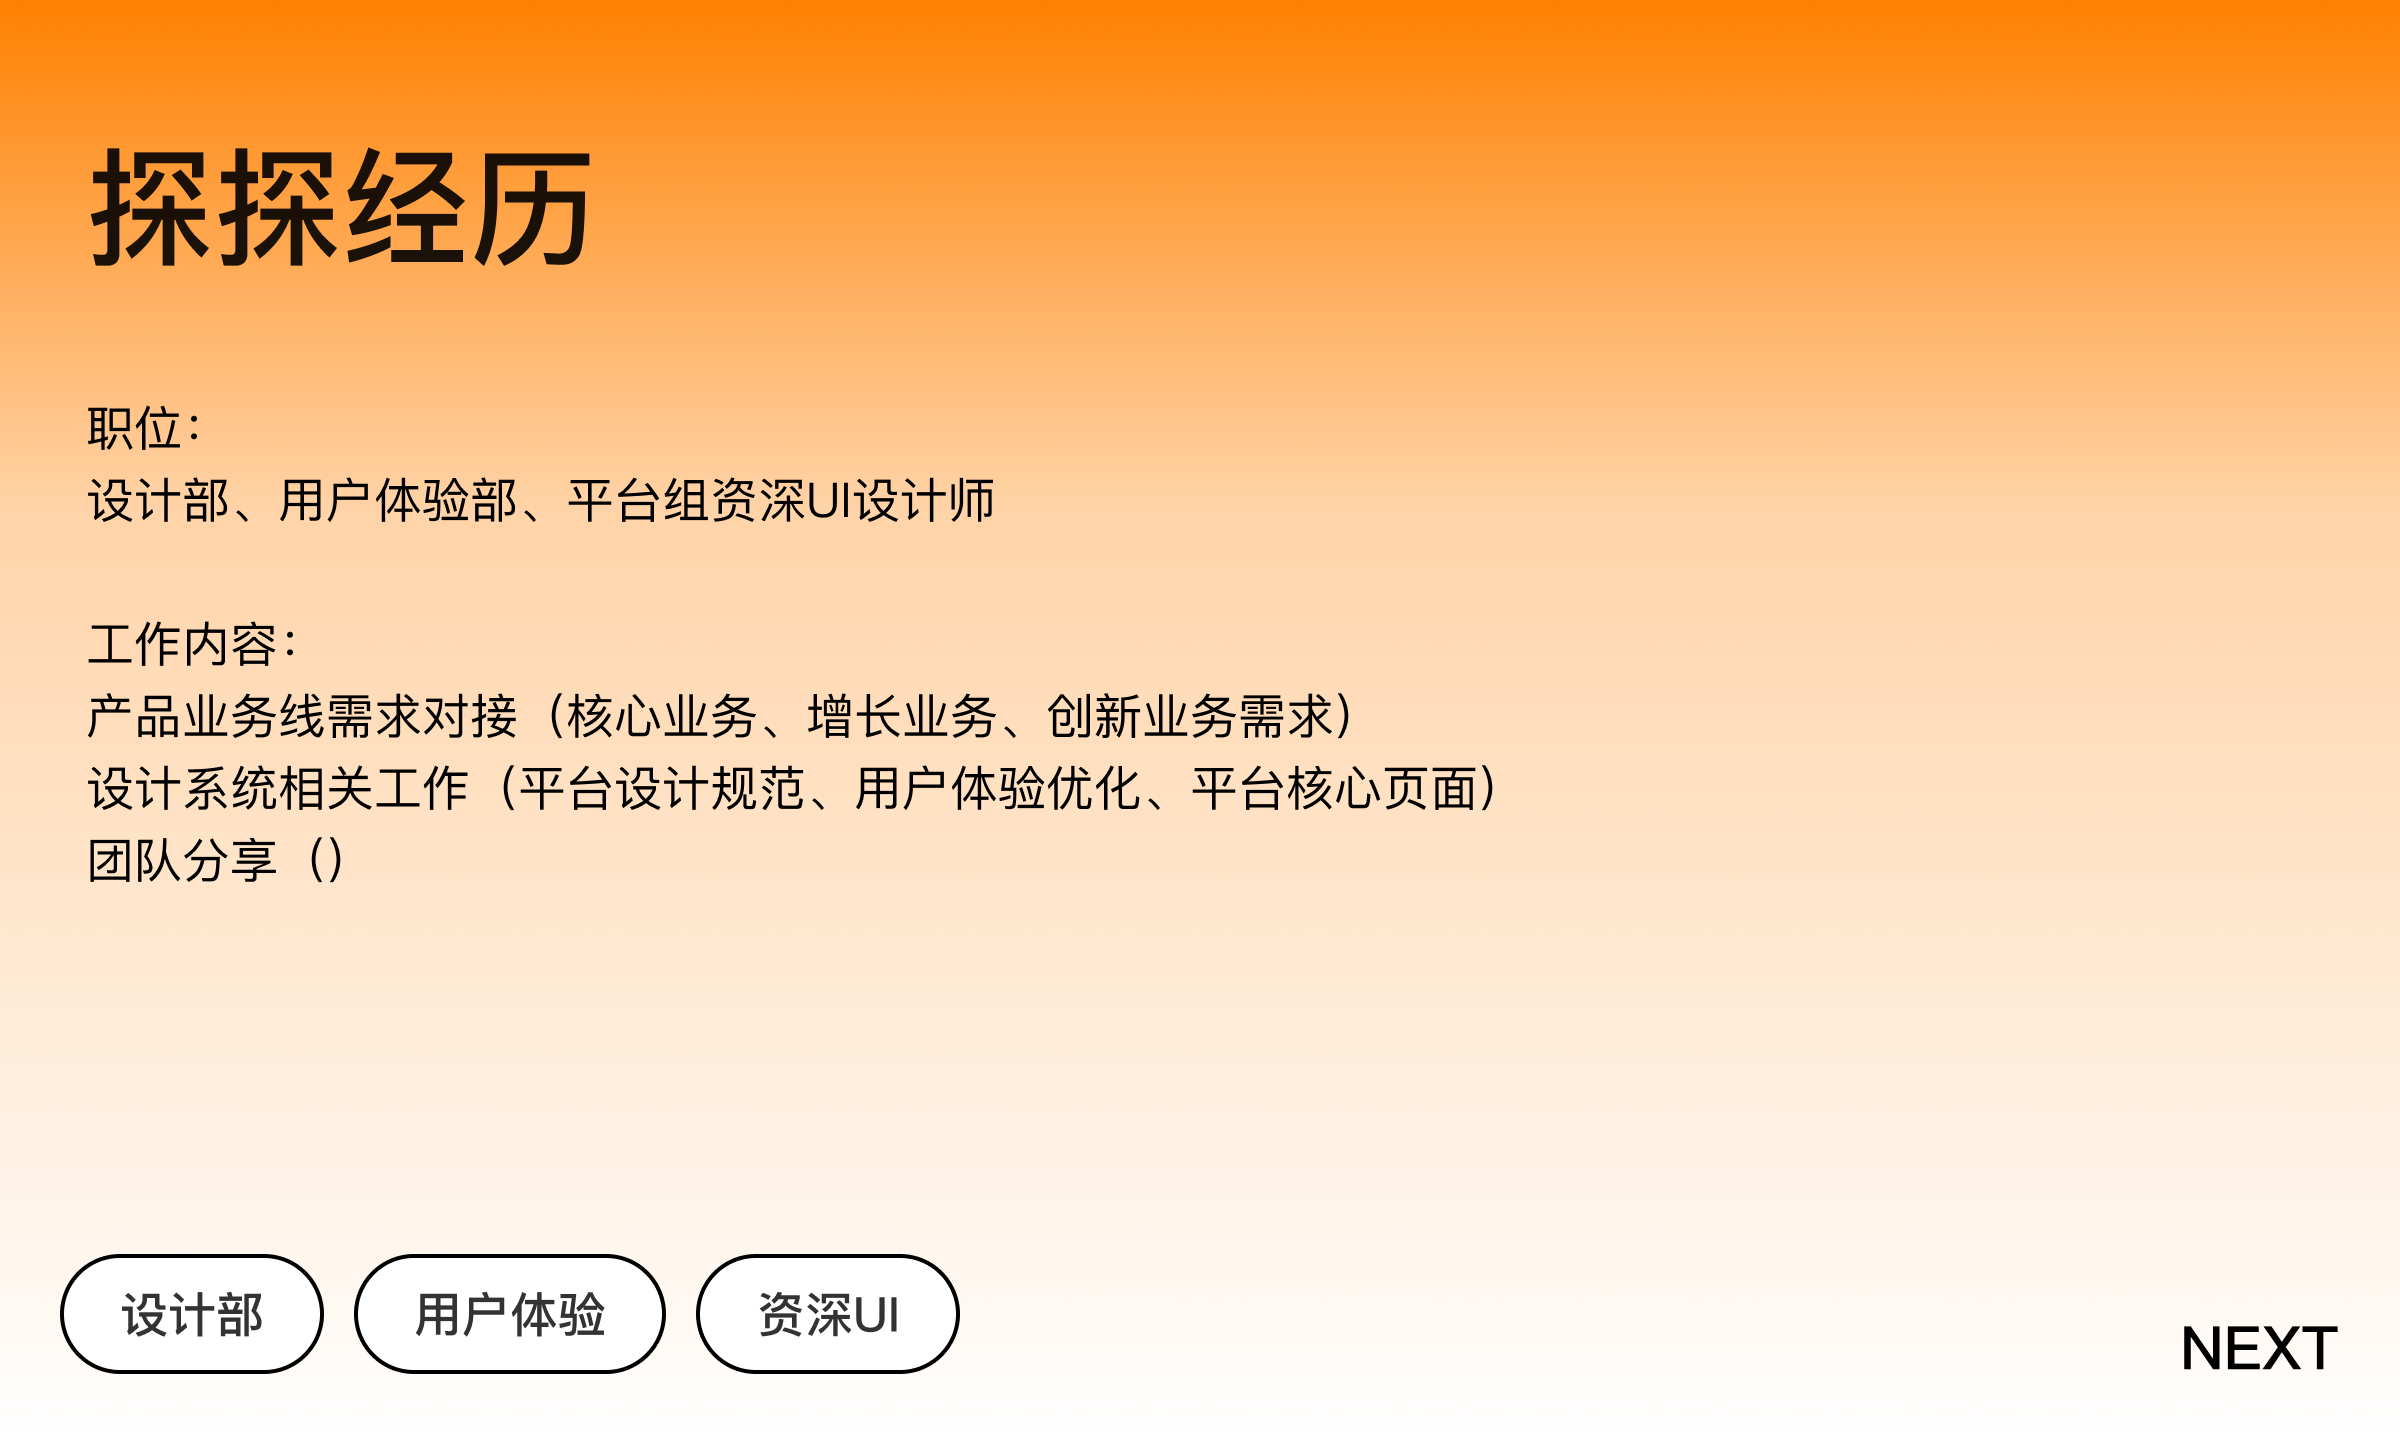 探探经历
职位：
设计部、用户体验部、平台组资深UI设计师
工作内容：
产品业务线需求对接（核心业务、增长业务、创新业务需求）
设计系统相关工作（平台设计规范、用户体验优化、平台核心页面）
团队分享（）
设计部
用户体验
资深UI
NEXT